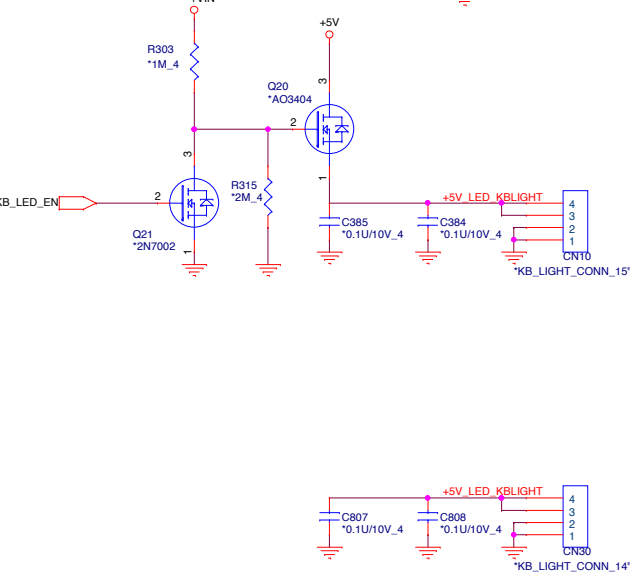 +5V
R303
*1M_4
Q20
*AO3404
3
2
3
1
R315
*2M_4
KB_LED_EN
2
Q21
*2N7002
1
+5V_LED_KBLIGHT
C385
*0.1U/10V_4
C384
*0.1U/10V_4
4
3
2
1
CN10
*KB_LIGHT_CONN_15"
+5V_LED_KBLIGHT
C807
*0.1U/10V_4
C808
*0.1U/10V_4
4
3
2
1
CN30
*KB_LIGHT_CONN_14"